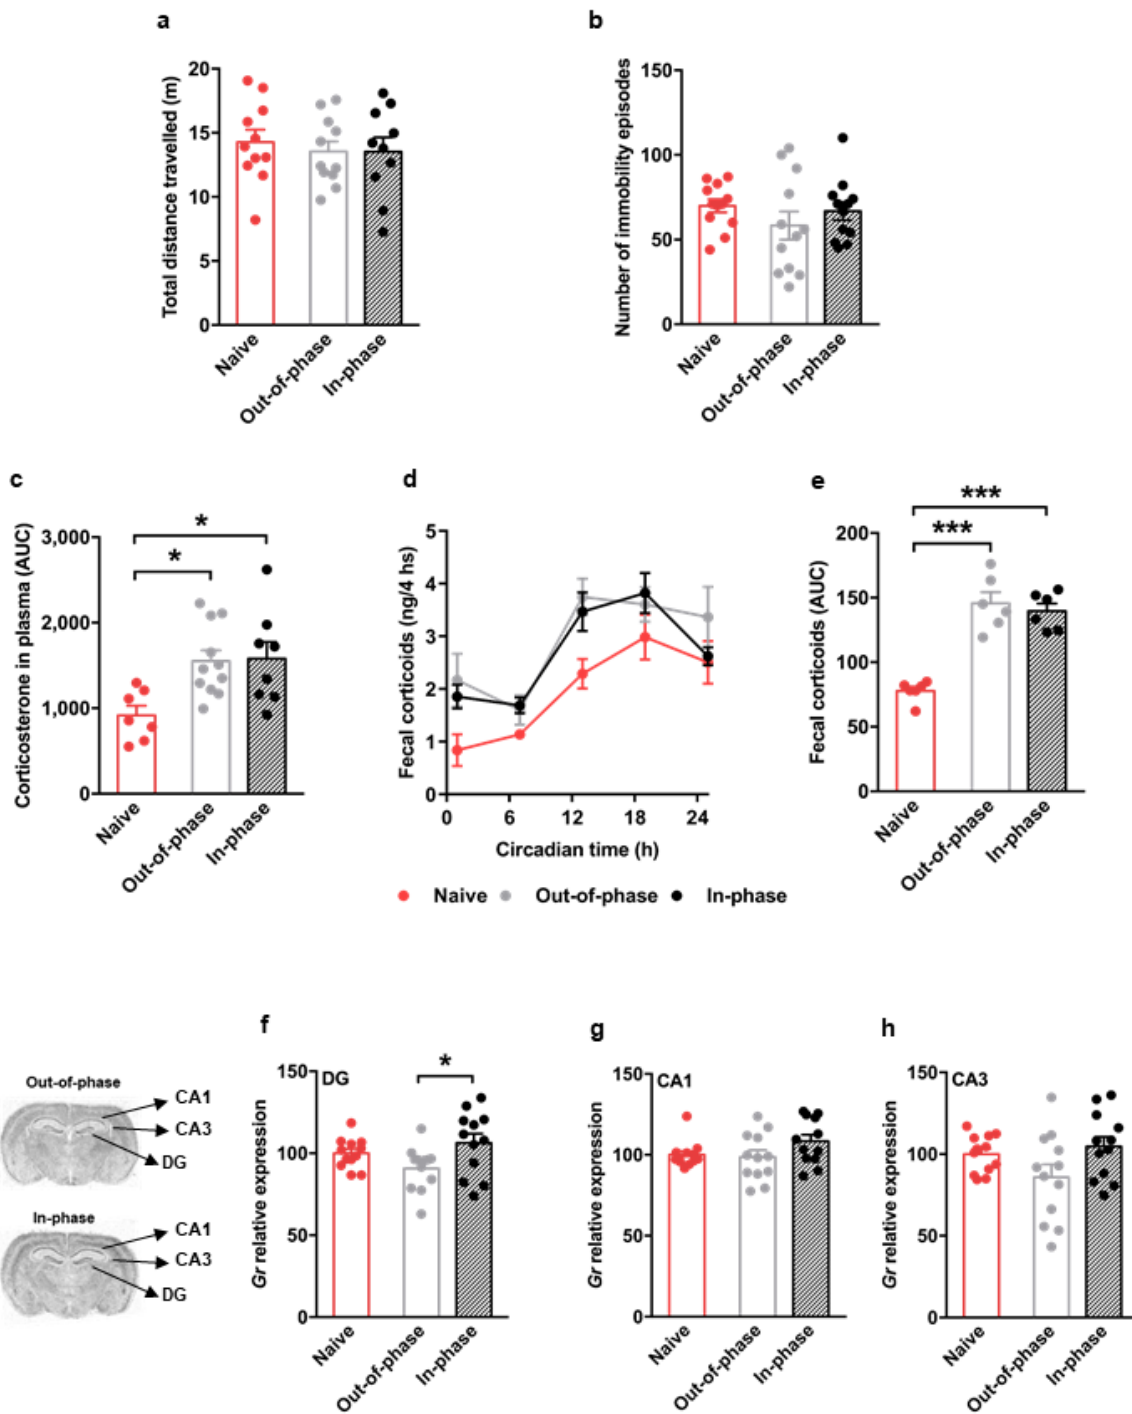 a
Total distance travelled (m)
20
15
10
5
0
Naive
Out-of-phase
In-phase
b
Number of immobility episodes
150
100
50
0
Naive
Out-of-phase
In-phase
c
Corticosterone in plasma (AUC)
3,000
2,000
1,000
0
*
*
Naive
Out-of-phase
In-phase
d
Fecal corticoids (ng/4 hs)
5
4
3
2
1
0
0 6 12 18 24
Circadian time (h)
e
Fecal corticoids (AUC)
200
150
100
50
0
***
***
Naive
Out-of-phase
In-phase
Naive Out-of-phase In-phase
Out-of-phase
CA1
CA3
DG
In-phase
CA1
CA3
DG
f
DG
Gr relative expression
150
100
50
0
*
Naive
Out-of-phase
In-phase
g
CA1
Gr relative expression
150
100
50
0
Naive
Out-of-phase
In-phase
h
CA3
Gr relative expression
150
100
50
0
Naive
Out-of-phase
In-phase